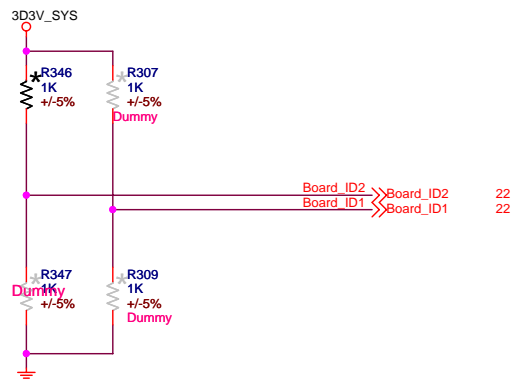 3D3V_SYS
*R346
1K
+/-5%
*R307
1K
+/-5%
Dummy
Board_ID2
Board_ID2
22
Board_ID1
Board_ID1
22
*R347
1K
Dummy
+/-5%
*R309
1K
+/-5%
Dummy